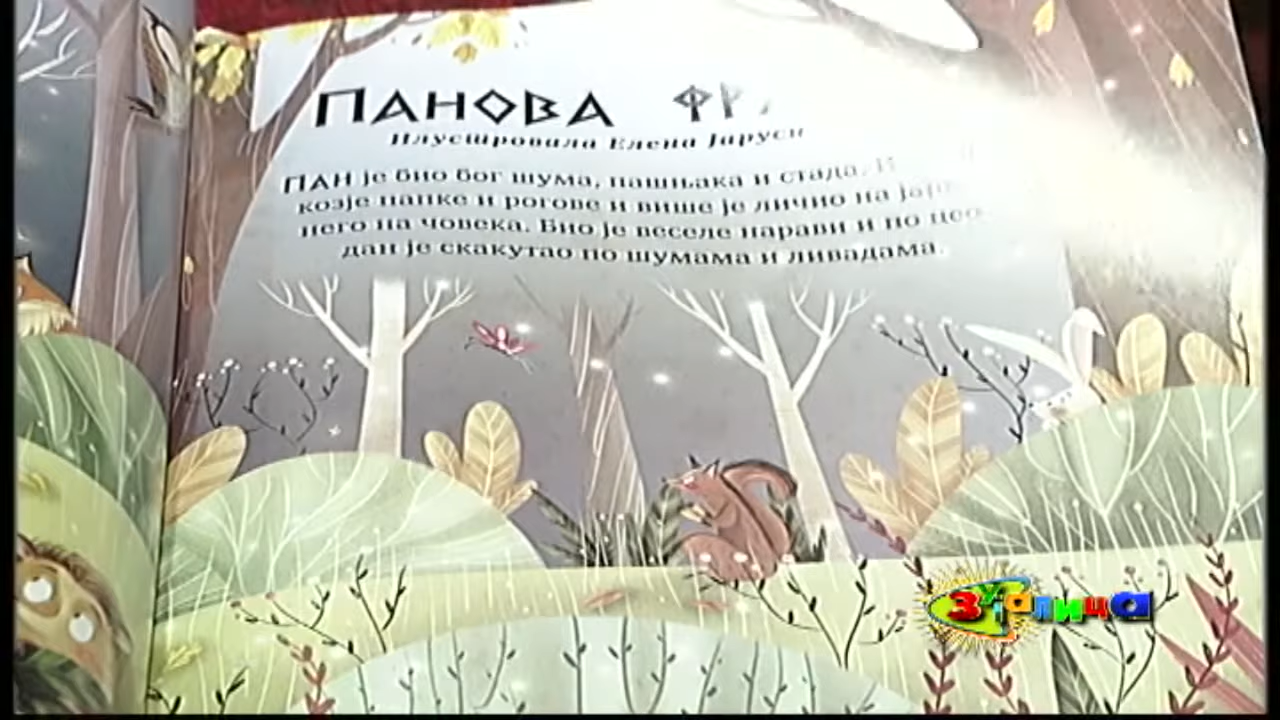 ПАНОВА
Илустровала Елена Јаруси
ПАН је био бог шума, пашњака и стада. И
козје папке и рогове и више је личио на
него на човека. Био је веселе нарави и по
дан је скакутао по шумама и ливадама.
Зујалица